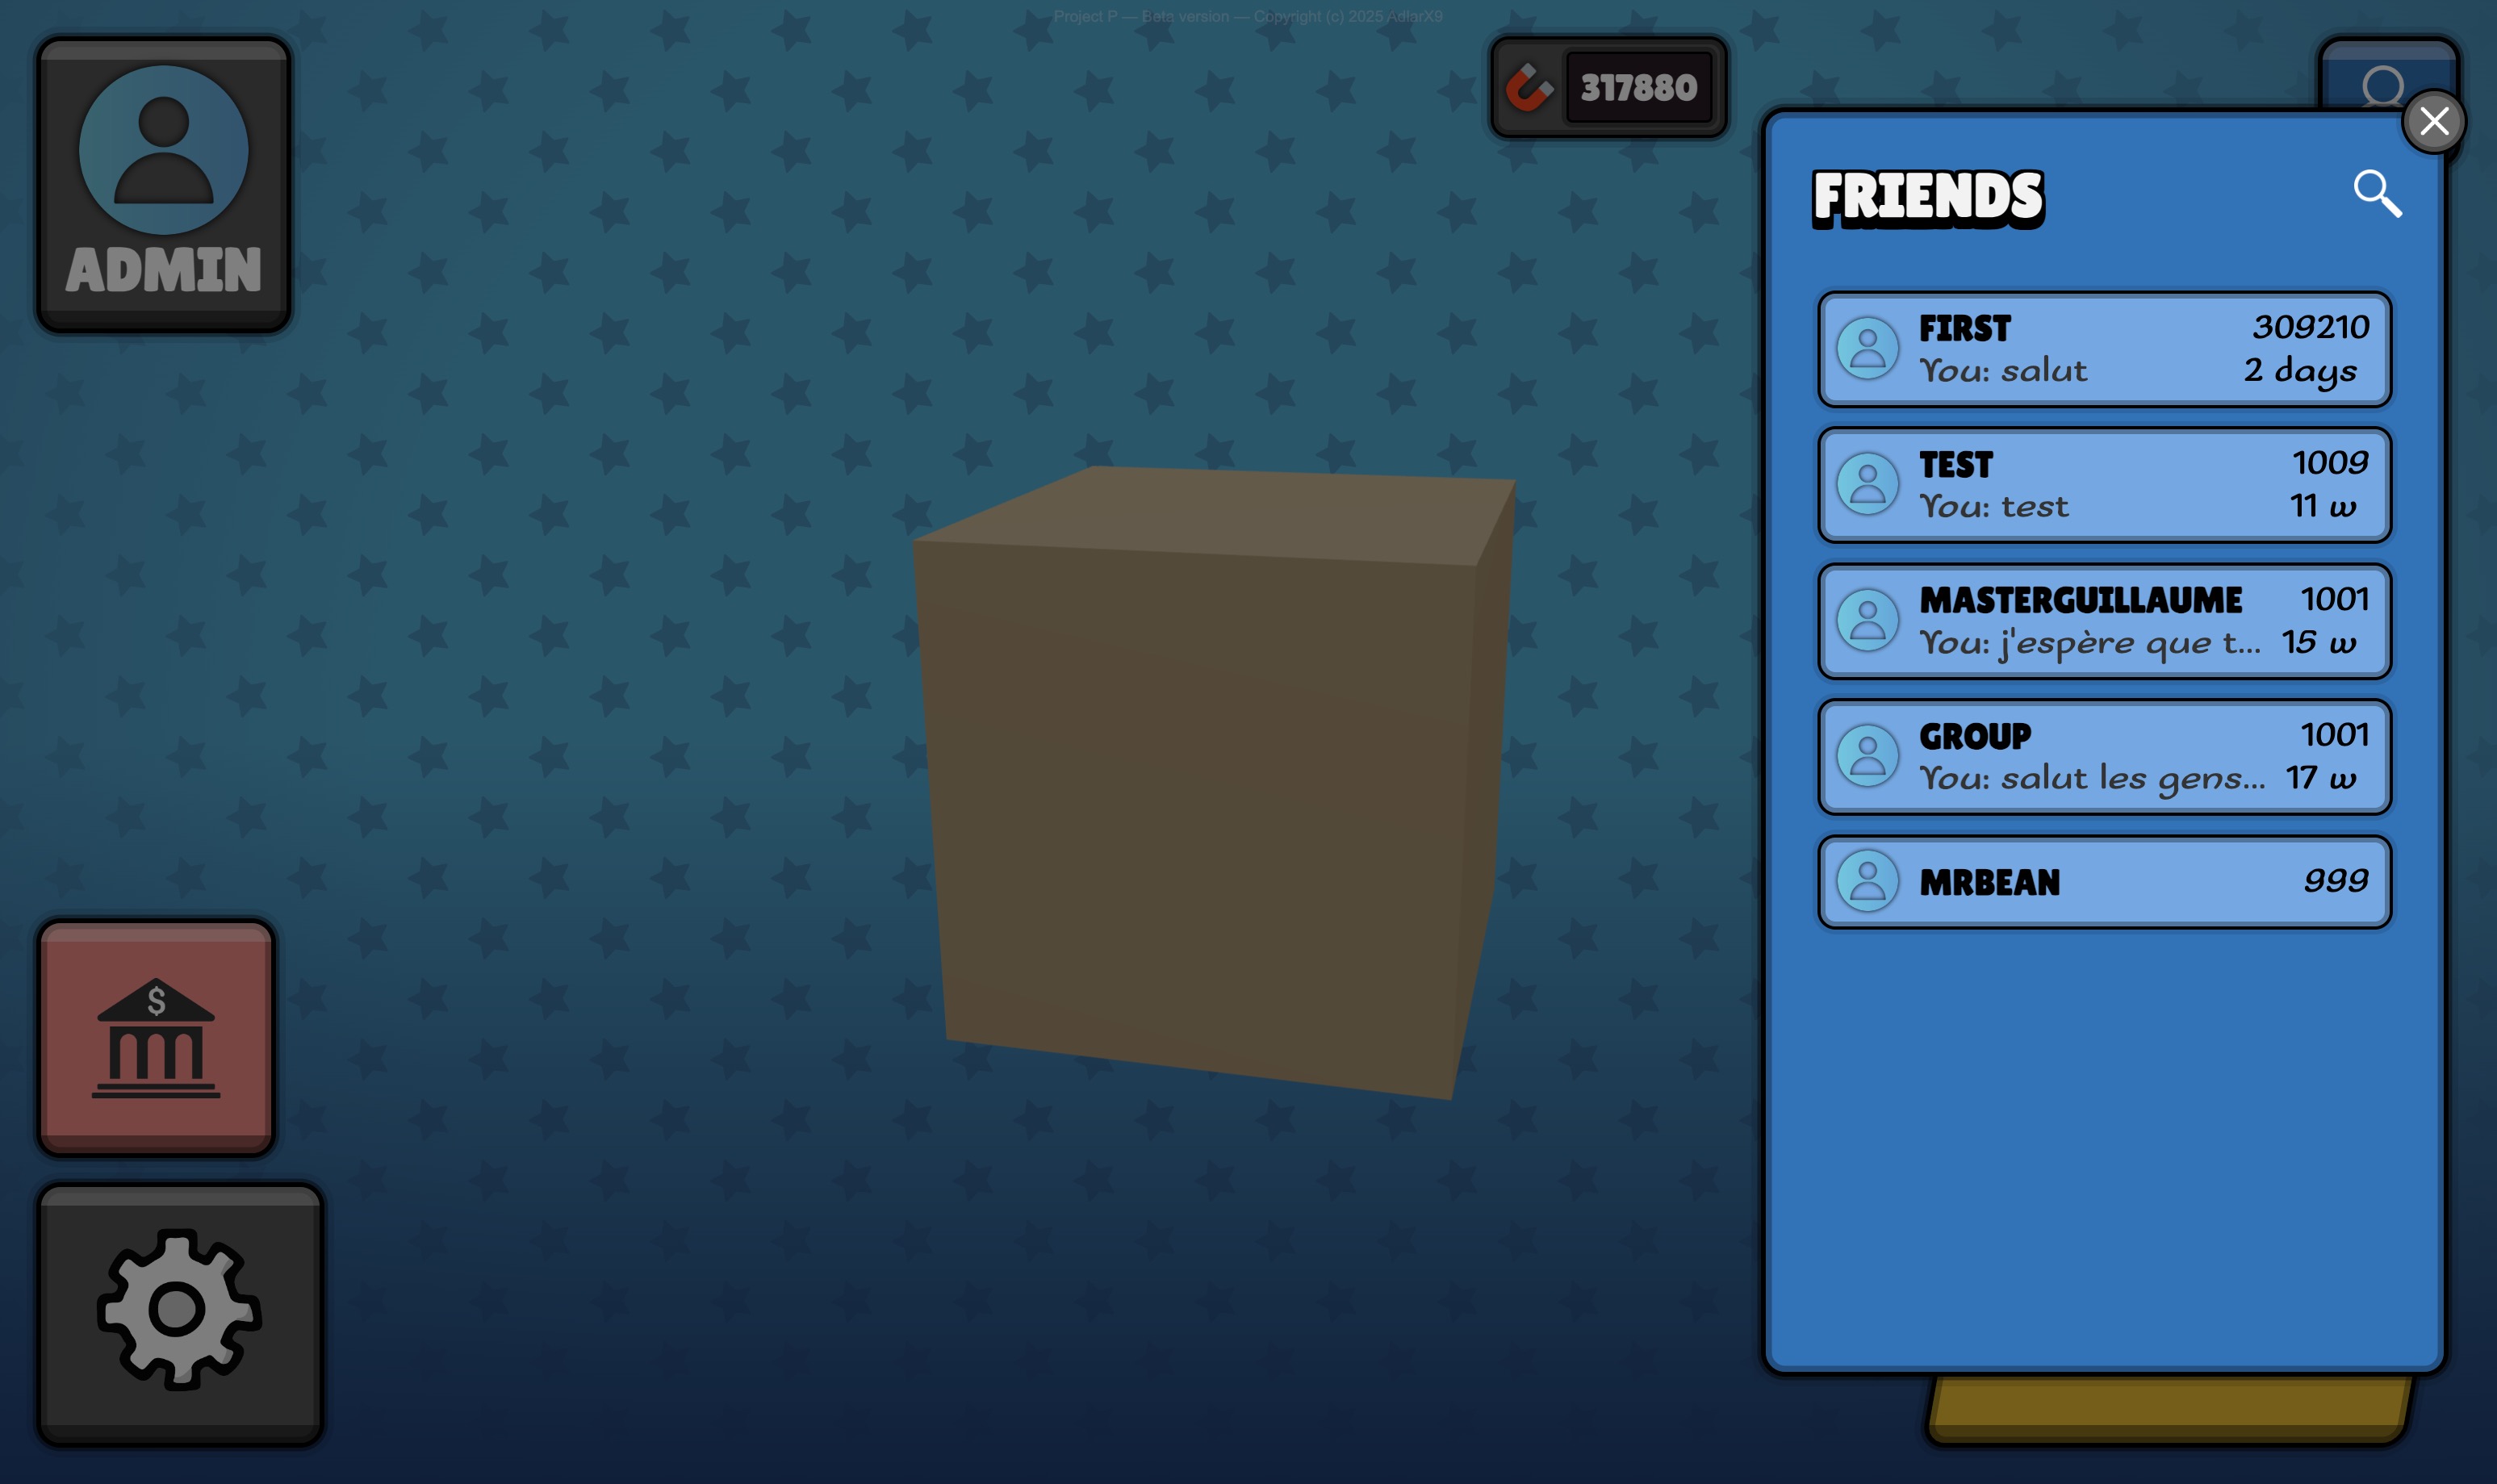 Project P — Beta version — Copyright (c) 2025 AdlarX9
ADMIN
317880
FRIENDS
FIRST 309210
You: salut 2 days
TEST 1009
You: test 11 w
MASTERGUILLAUME 1001
You: j'espère que t... 15 w
GROUP 1001
You: salut les gens... 17 w
MRBEAN 999
$